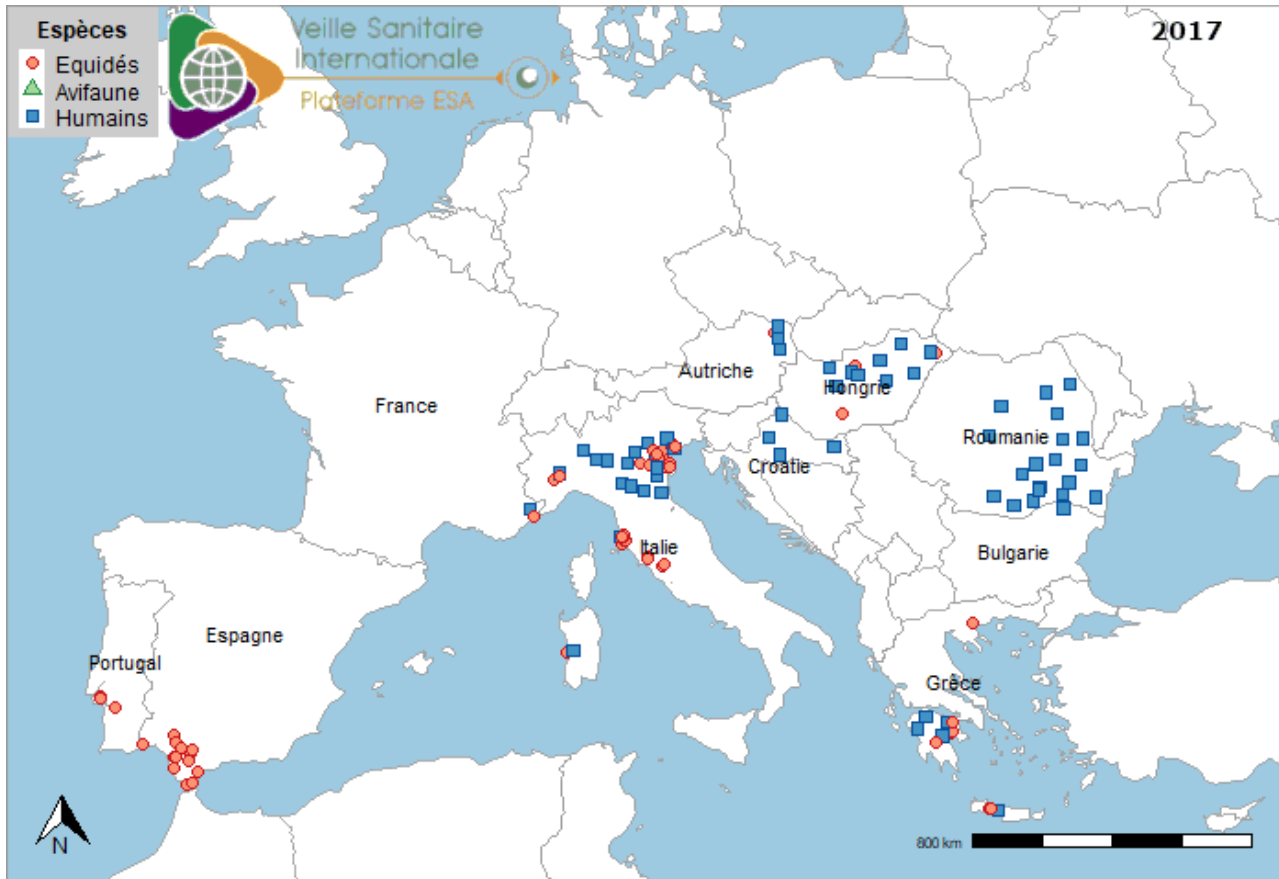 Espèces
Equidés
Avifaune
Humains
Veille Sanitaire
Internationale
Plateforme ESA
2017
Autriche
Hongrie
France
Roumanie
Croatie
Italie
Bulgarie
Espagne
Portugal
Grêce
800 km
N